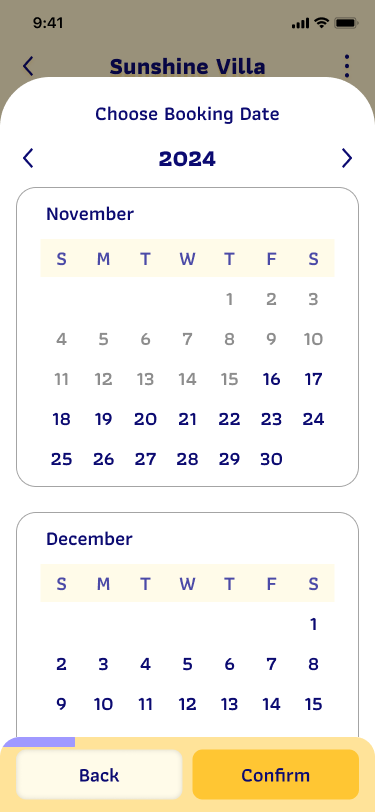 9:41
Sunshine Villa
Choose Booking Date
2024
November
S M T W T F S
1 2 3
4 5 6 7 8 9 10
11 12 13 14 15 16 17
18 19 20 21 22 23 24
25 26 27 28 29 30
December
S M T W T F S
1
2 3 4 5 6 7 8
9 10 11 12 13 14 15
Back Confirm